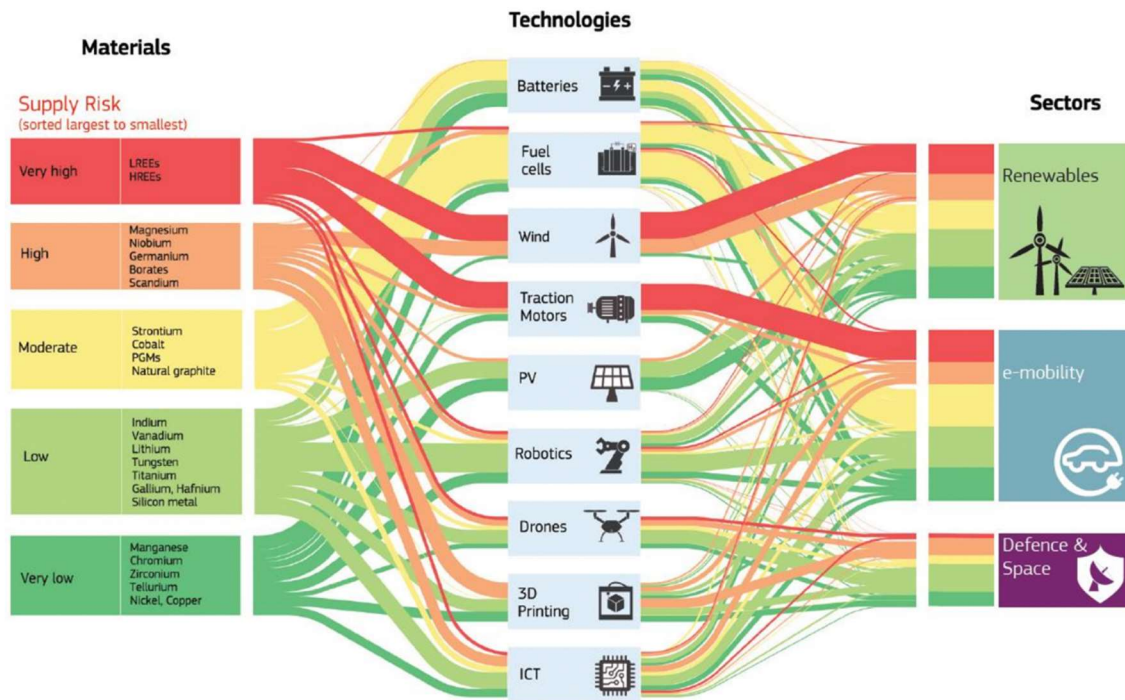 Technologies
Materials
Supply Risk
(sorted largest to smallest)
Very high
LREEs
HREEs
High
Magnesium
Niobium
Germanium
Borates
Scandium
Moderate
Strontium
Cobalt
PGMs
Natural graphite
Low
Indium
Vanadium
Lithium
Tungsten
Titanium
Gallium, Hafnium
Silicon metal
Very low
Manganese
Chromium
Zirconium
Tellurium
Nickel, Copper
Batteries
Fuel
cells
Wind
Traction
Motors
PV
Robotics
Drones
3D
Printing
ICT
Sectors
Renewables
e-mobility
Defence &
Space